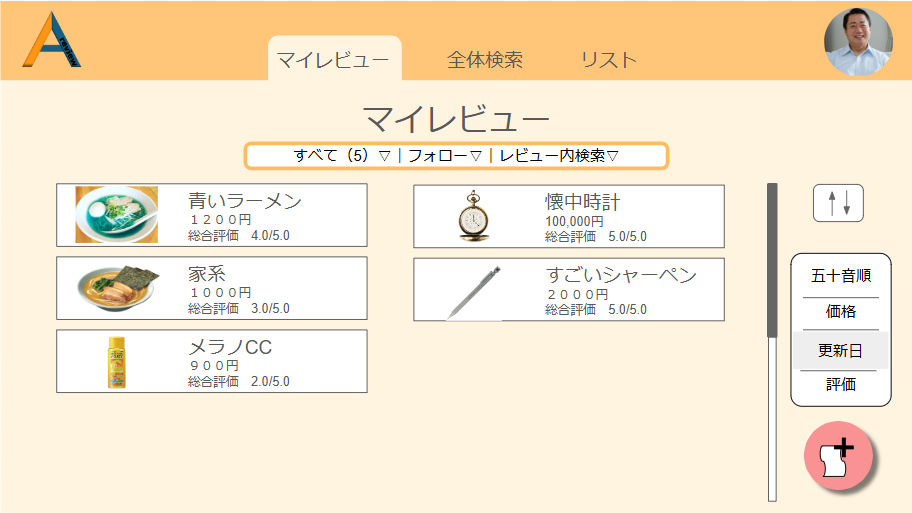 A review
マイレビュー
全体検索
リスト
マイレビュー
すべて（5）▽｜フォロー▽｜レビュー内検索▽
青いラーメン
１２００円
総合評価　4.0/5.0
家系
１０００円
総合評価　3.0/5.0
メラノCC
９００円
総合評価　2.0/5.0
懐中時計
100,000円
総合評価　5.0/5.0
すごいシャーペン
２０００円
総合評価　5.0/5.0
五十音順
価格
更新日
評価